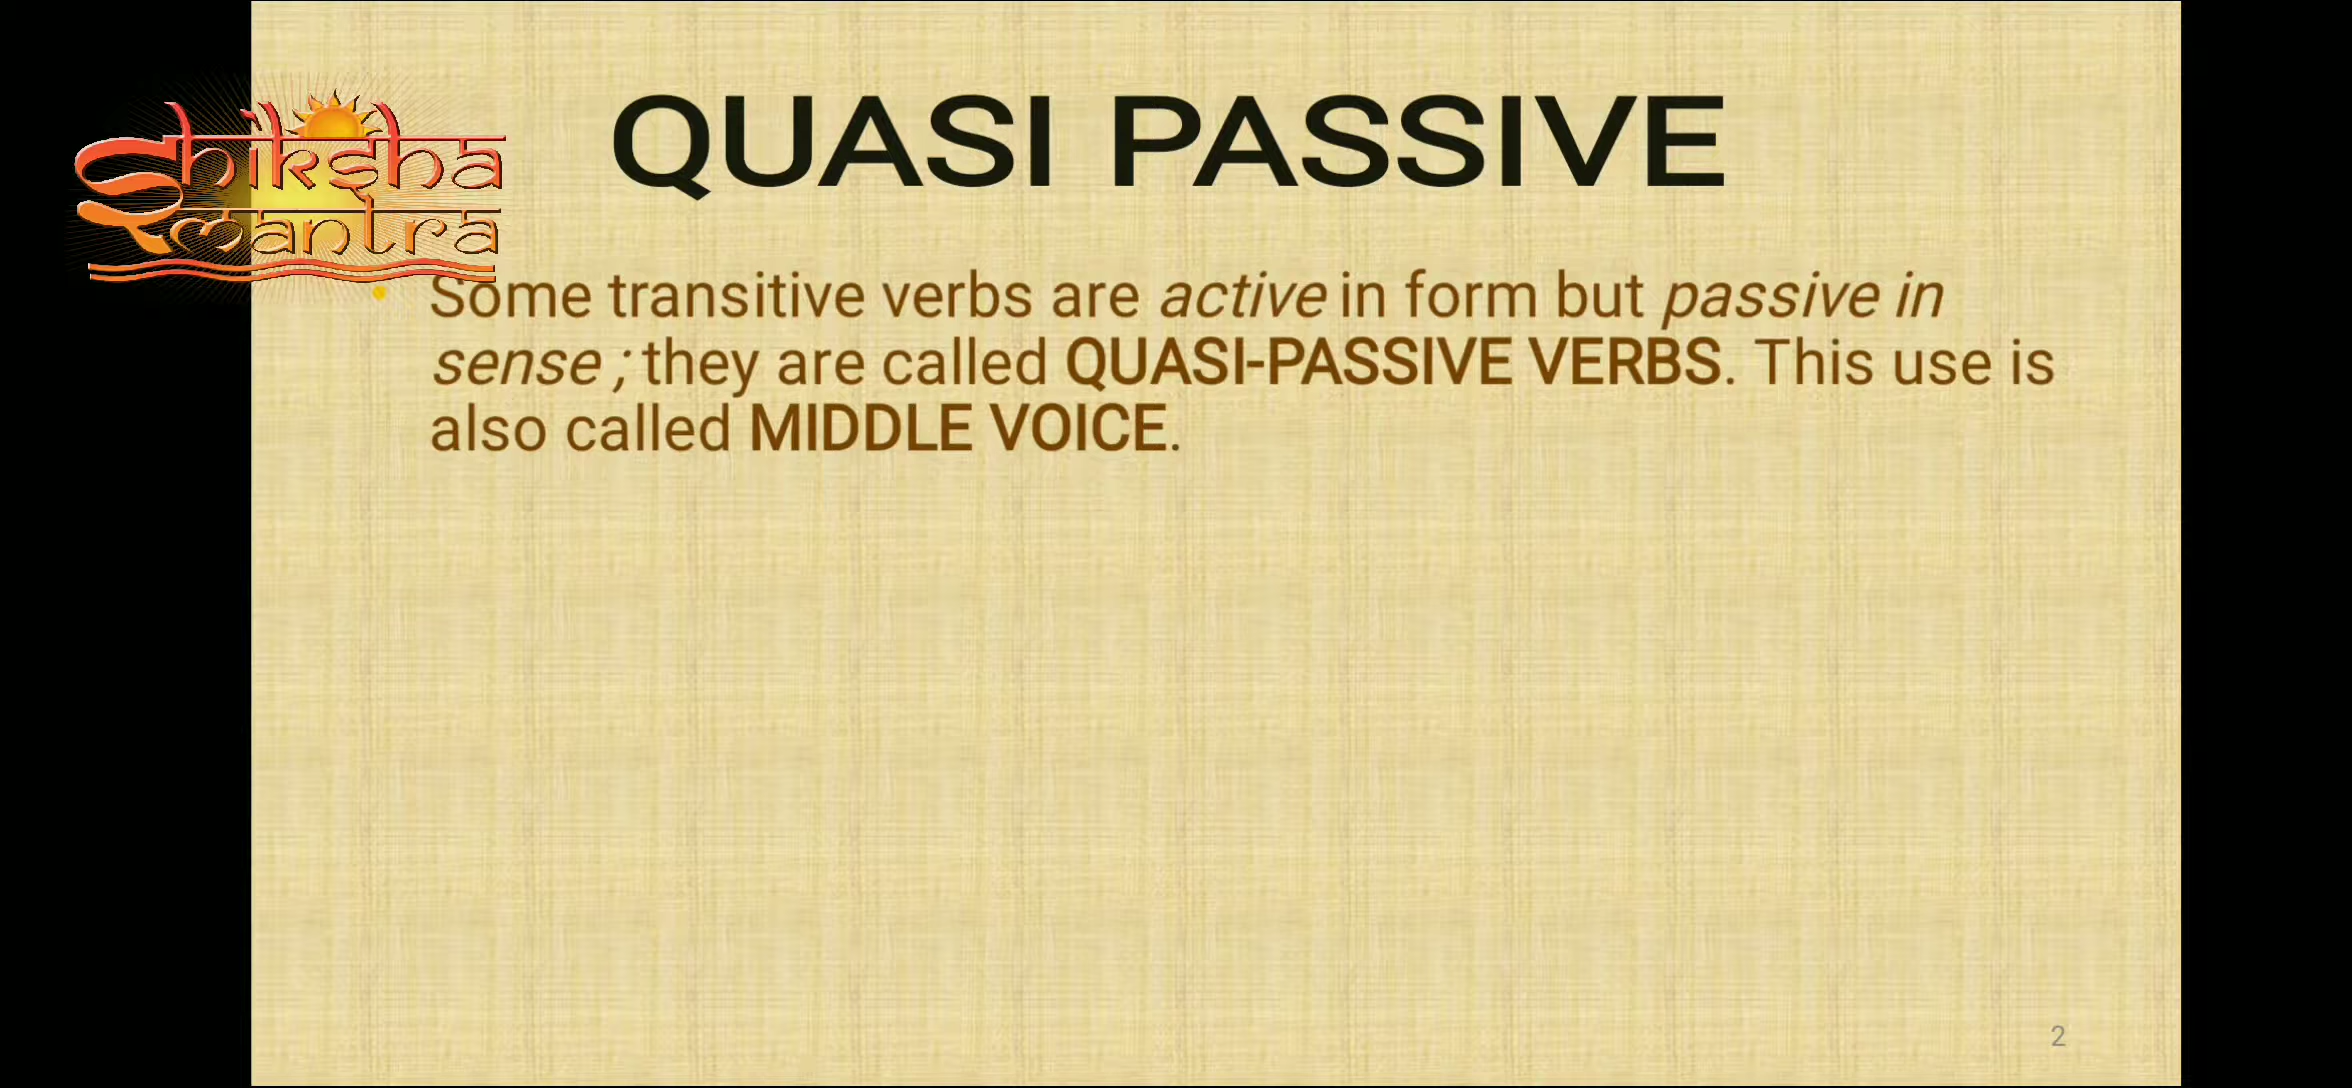 Shiksha
mantra
QUASI PASSIVE
Some transitive verbs are active in form but passive in
sense ; they are called QUASI-PASSIVE VERBS. This use is
also called MIDDLE VOICE.
2